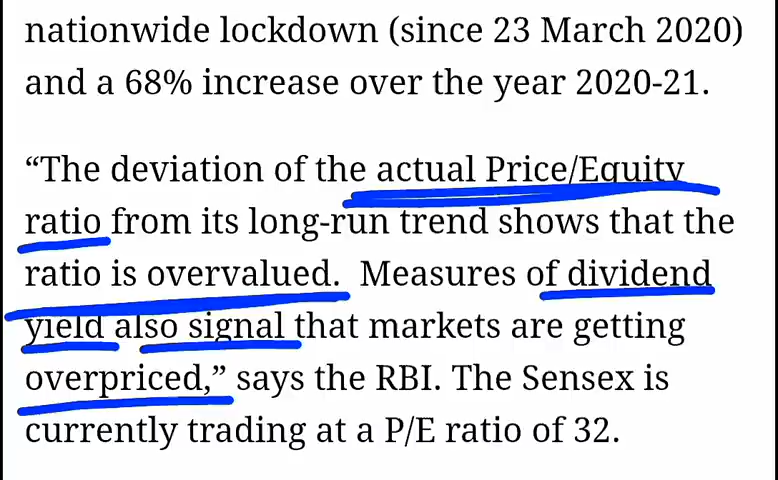 nationwide lockdown (since 23 March 2020)
and a 68% increase over the year 2020-21.
“The deviation of the actual Price/Equity
ratio from its long-run trend shows that the
ratio is overvalued.  Measures of dividend
yield also signal that markets are getting
overpriced,” says the RBI. The Sensex is
currently trading at a P/E ratio of 32.